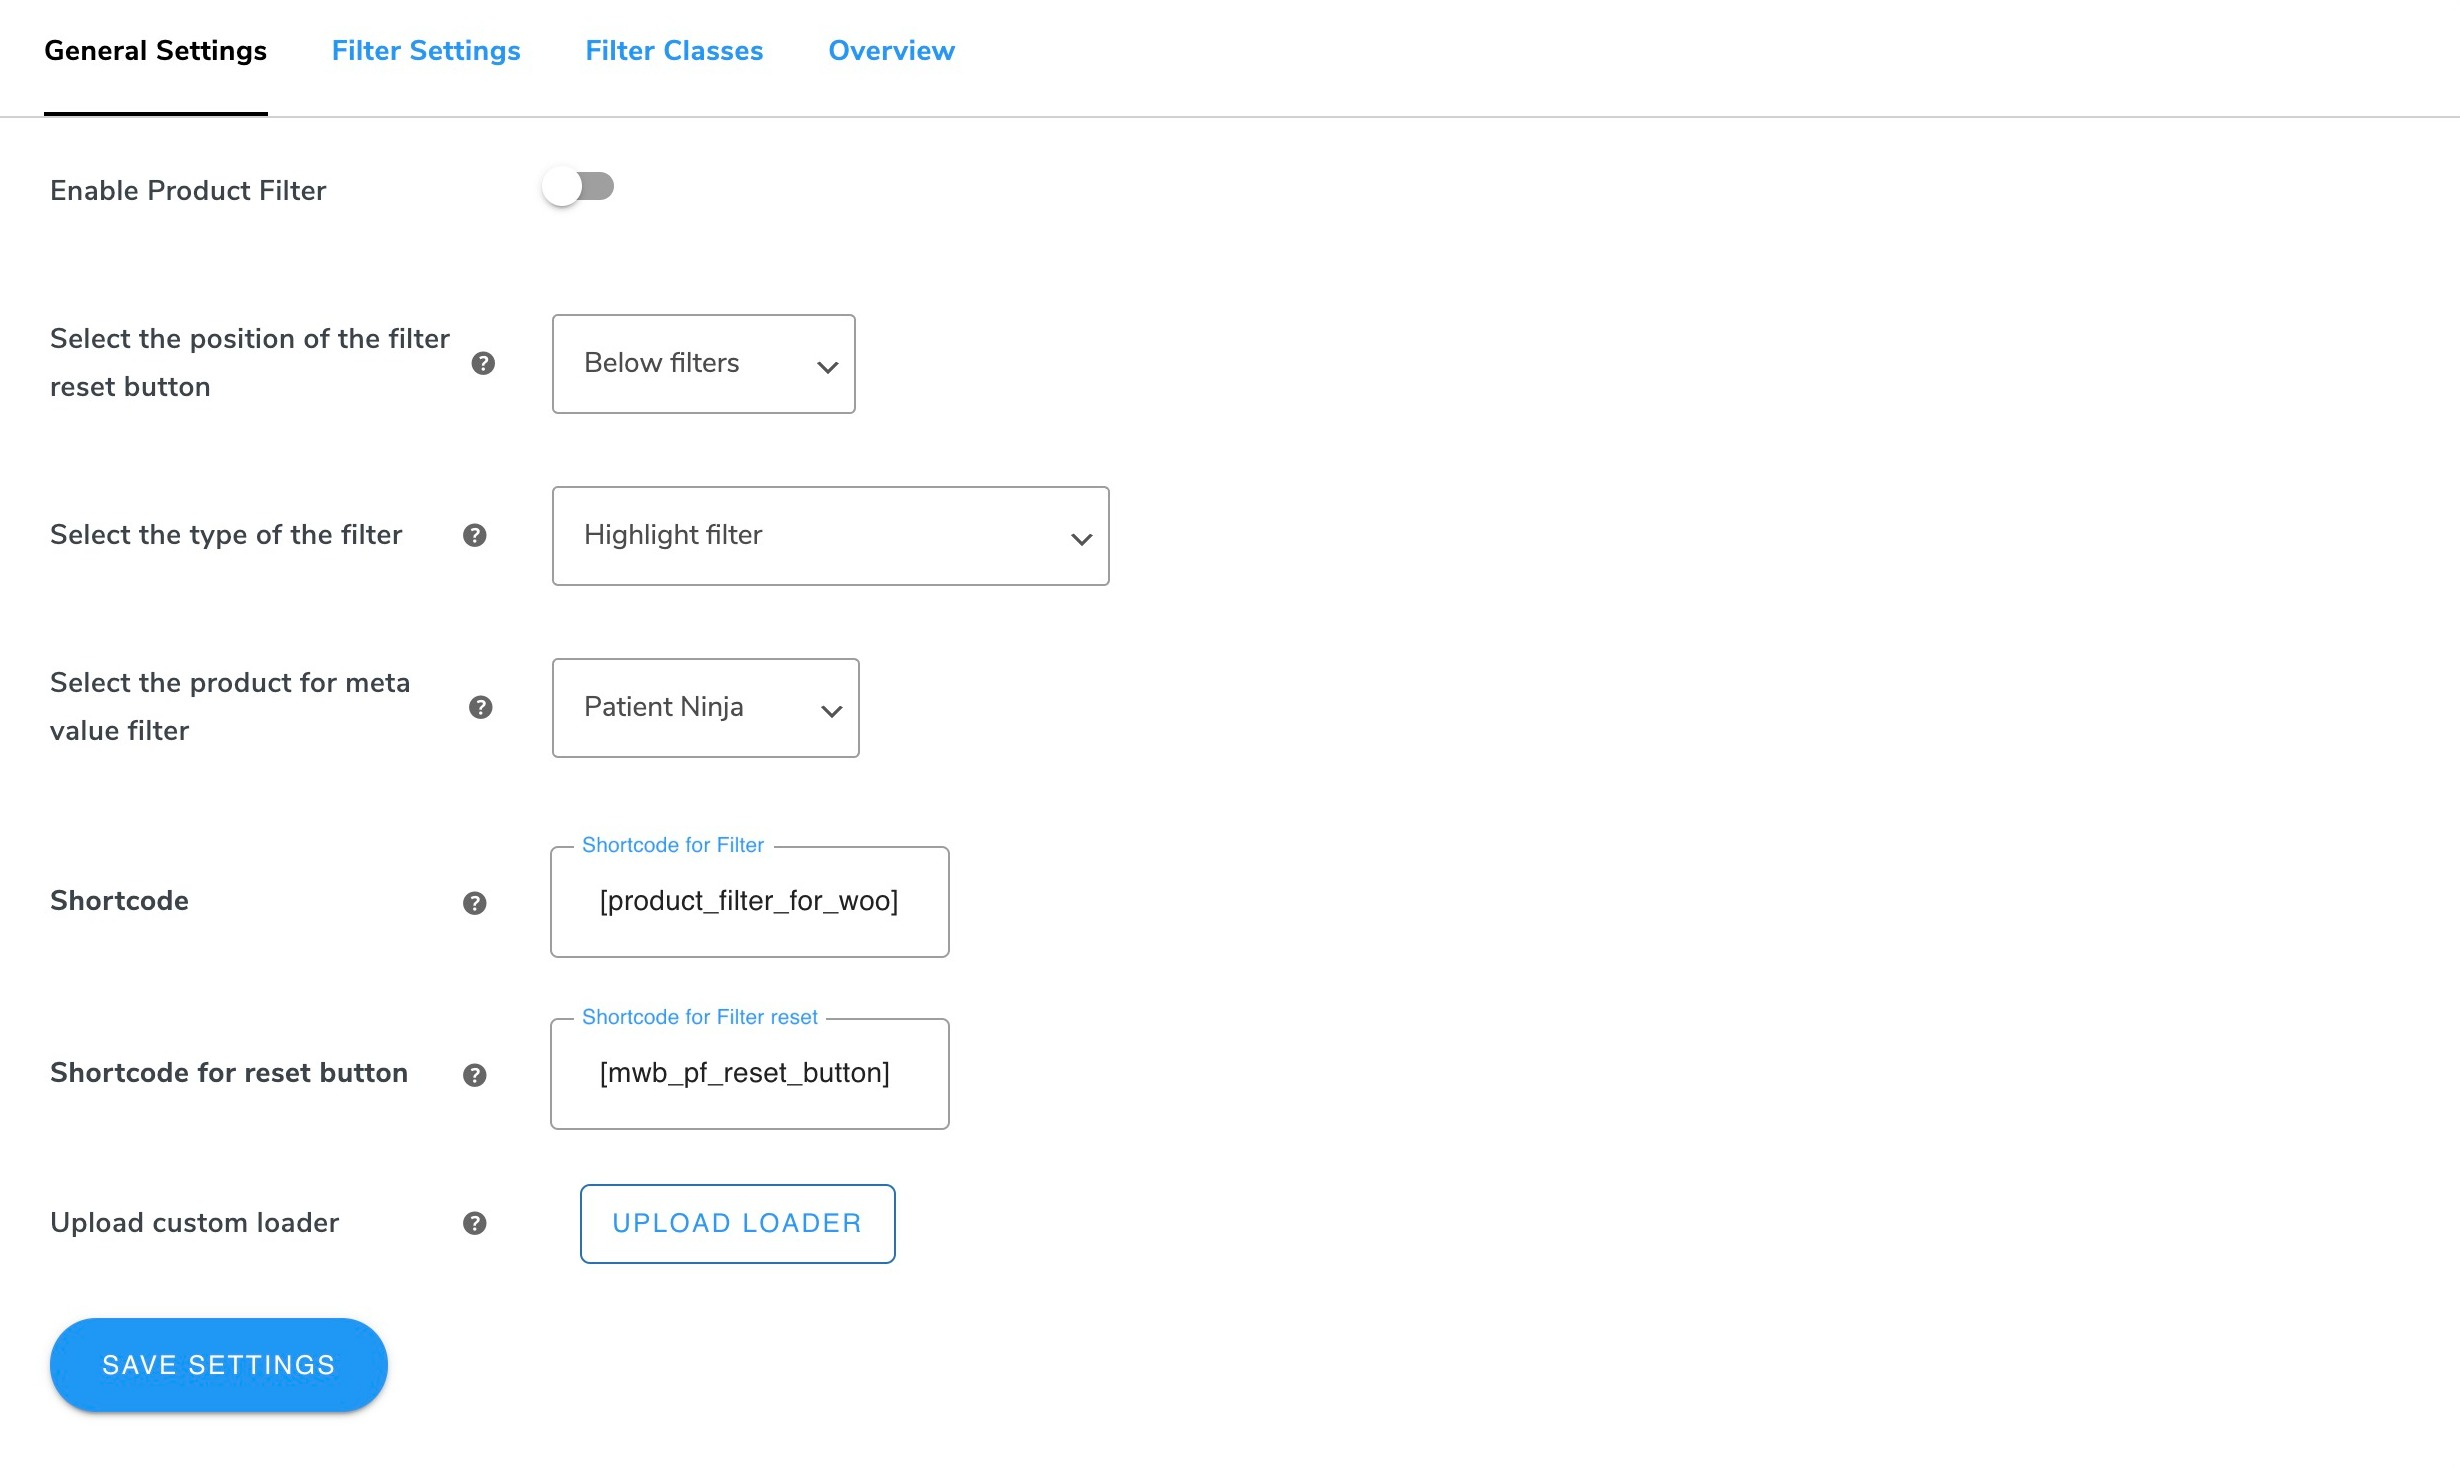 General Settings Filter Settings Filter Classes Overview
Enable Product Filter
Select the position of the filter
reset button
Below filters
Select the type of the filter
Highlight filter
Select the product for meta
value filter
Patient Ninja
Shortcode for Filter
Shortcode
[product_filter_for_woo]
Shortcode for Filter reset
Shortcode for reset button
[mwb_pf_reset_button]
Upload custom loader
UPLOAD LOADER
SAVE SETTINGS